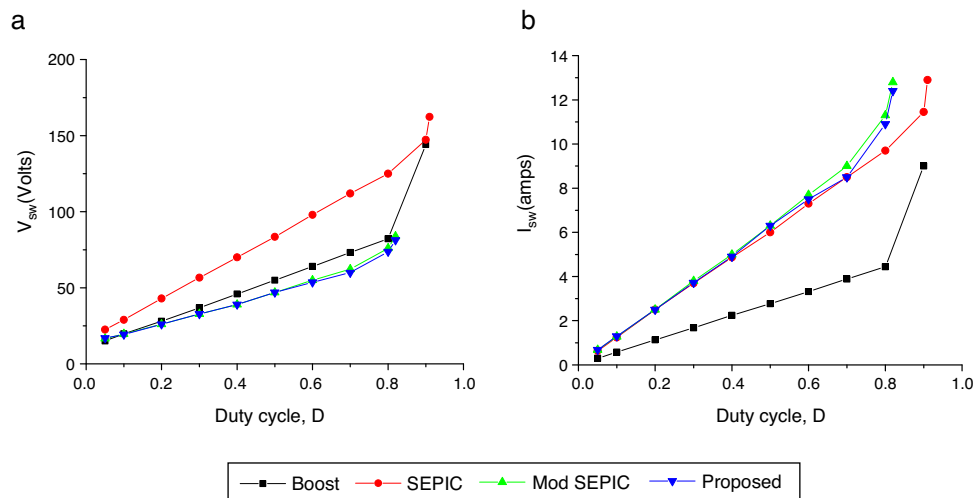 a
V_sw(Volts)
200
150
100
50
0
0.0 0.2 0.4 0.6 0.8 1.0
Duty cycle, D
b
I_sw(amps)
14
12
10
8
6
4
2
0
0.0 0.2 0.4 0.6 0.8 1.0
Duty cycle, D
Boost SEPIC Mod SEPIC Proposed